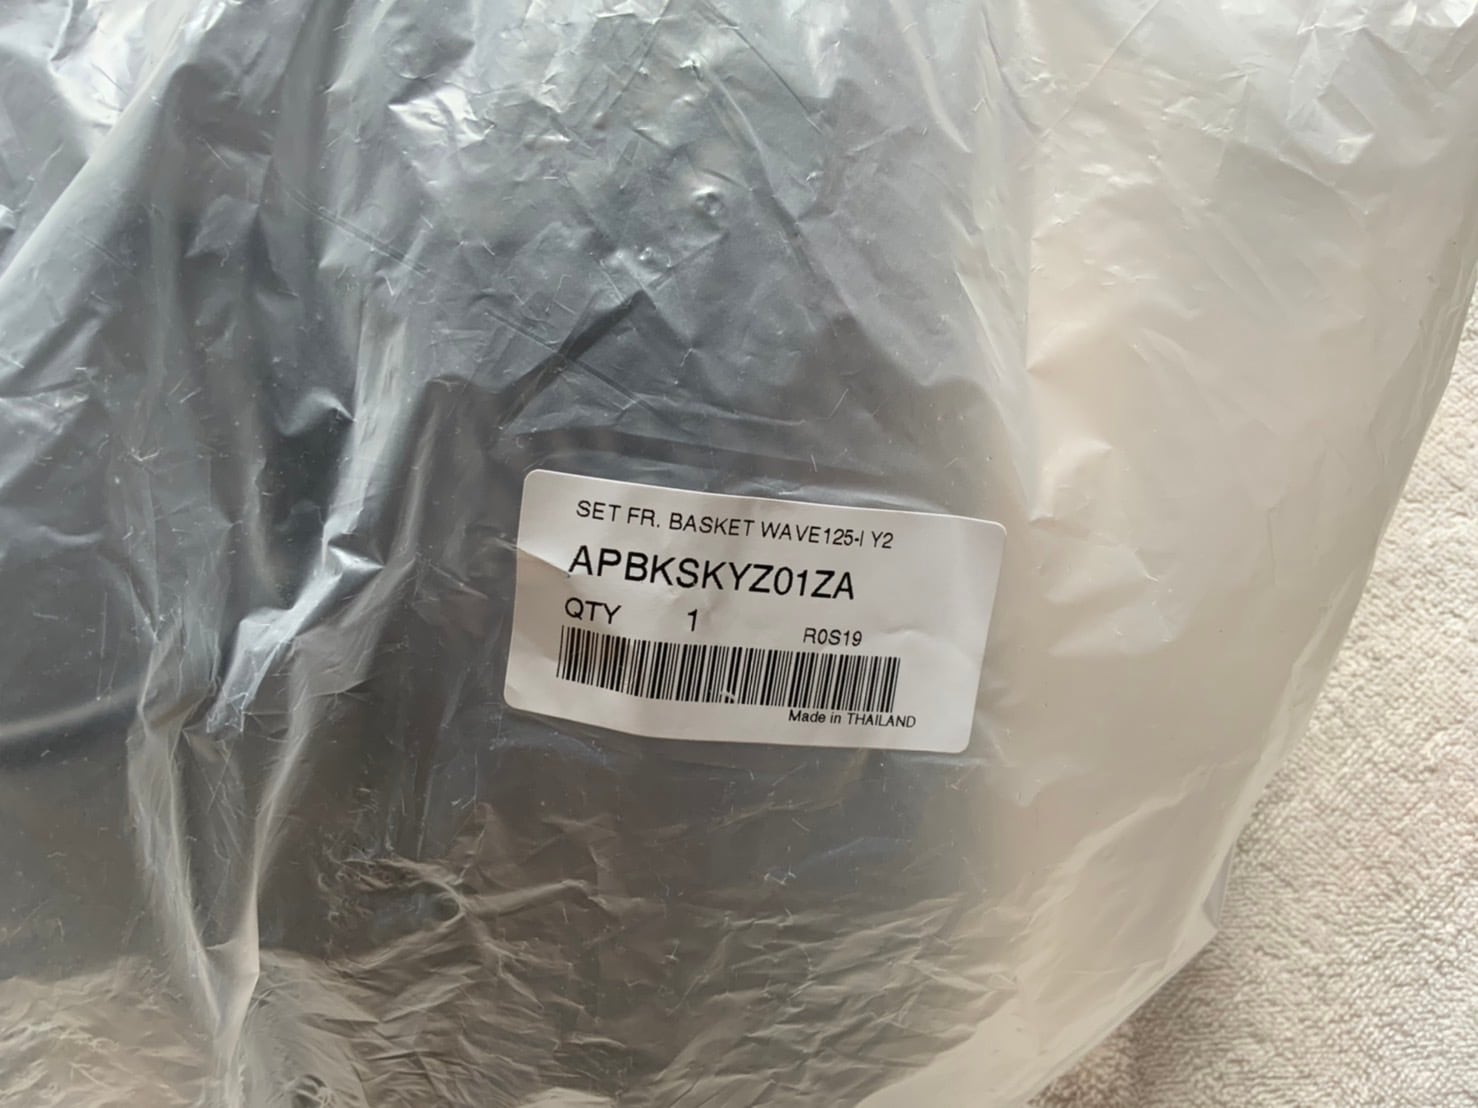 SET FR. BASKET WAVE125-I Y2
APBKSKYZ01ZA
QTY 1 R0S19
Made in THAILAND